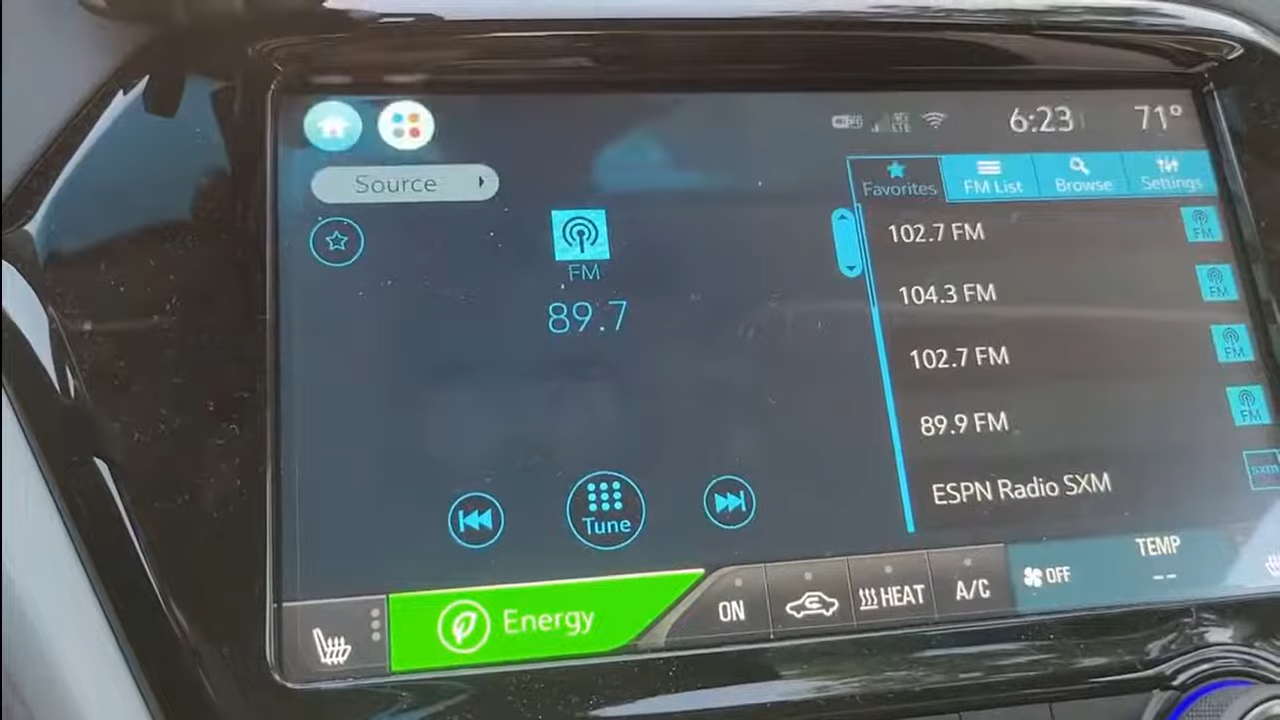 6:23 71°
Source
Favorites FM List Browse Settings
FM
89.7
102.7 FM FM
104.3 FM FM
102.7 FM FM
89.9 FM FM
ESPN Radio SXM sxm
Tune
Energy
ON
HEAT
A/C
OFF
TEMP
--